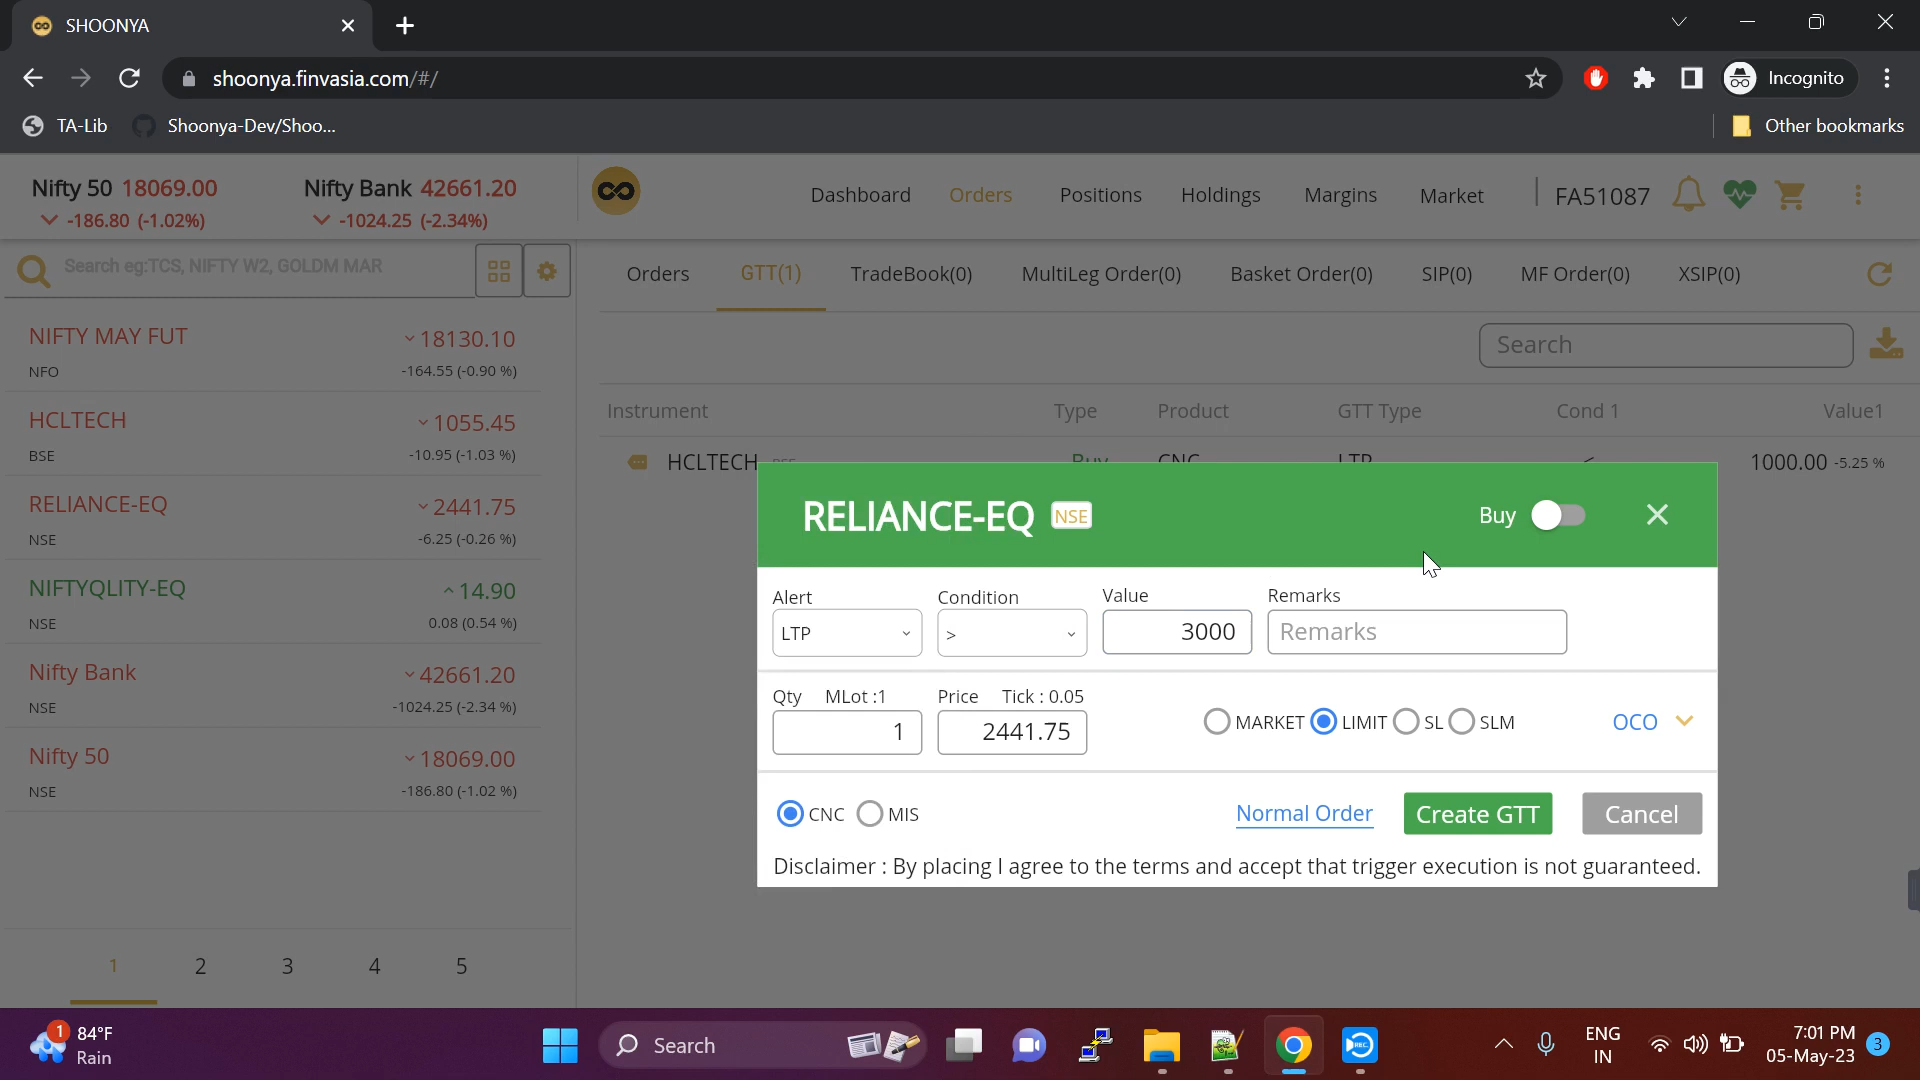 SHOONYA
shoonya.finvasia.com/#/
Incognito
TA-Lib
Shoonya-Dev/Shoo...
Other bookmarks
Nifty 50 18069.00
-186.80 (-1.02%)
Nifty Bank 42661.20
-1024.25 (-2.34%)
Dashboard
Orders
Positions
Holdings
Margins
Market
FA51087
Search eg:TCS, NIFTY W2, GOLDM MAR
Orders
GTT(1)
TradeBook(0)
MultiLeg Order(0)
Basket Order(0)
SIP(0)
MF Order(0)
XSIP(0)
Search
NIFTY MAY FUT 18130.10
NFO -164.55 (-0.90 %)
HCLTECH 1055.45
BSE -10.95 (-1.03 %)
RELIANCE-EQ 2441.75
NSE -6.25 (-0.26 %)
NIFTYQLITY-EQ 14.90
NSE 0.08 (0.54 %)
Nifty Bank 42661.20
NSE -1024.25 (-2.34 %)
Nifty 50 18069.00
NSE -186.80 (-1.02 %)
1 2 3 4 5
Instrument Type Product GTT Type Cond 1 Value1
HCLTECH BSE Buy CNC LTP < 1000.00 -5.25 %
RELIANCE-EQ NSE Buy
Alert Condition Value Remarks
LTP > 3000 Remarks
Qty MLot :1 Price Tick : 0.05
1 2441.75 MARKET LIMIT SL SLM OCO
CNC MIS Normal Order Create GTT Cancel
Disclaimer : By placing I agree to the terms and accept that trigger execution is not guaranteed.
1
84°F
Rain
Search
ENG
IN
7:01 PM
05-May-23
3